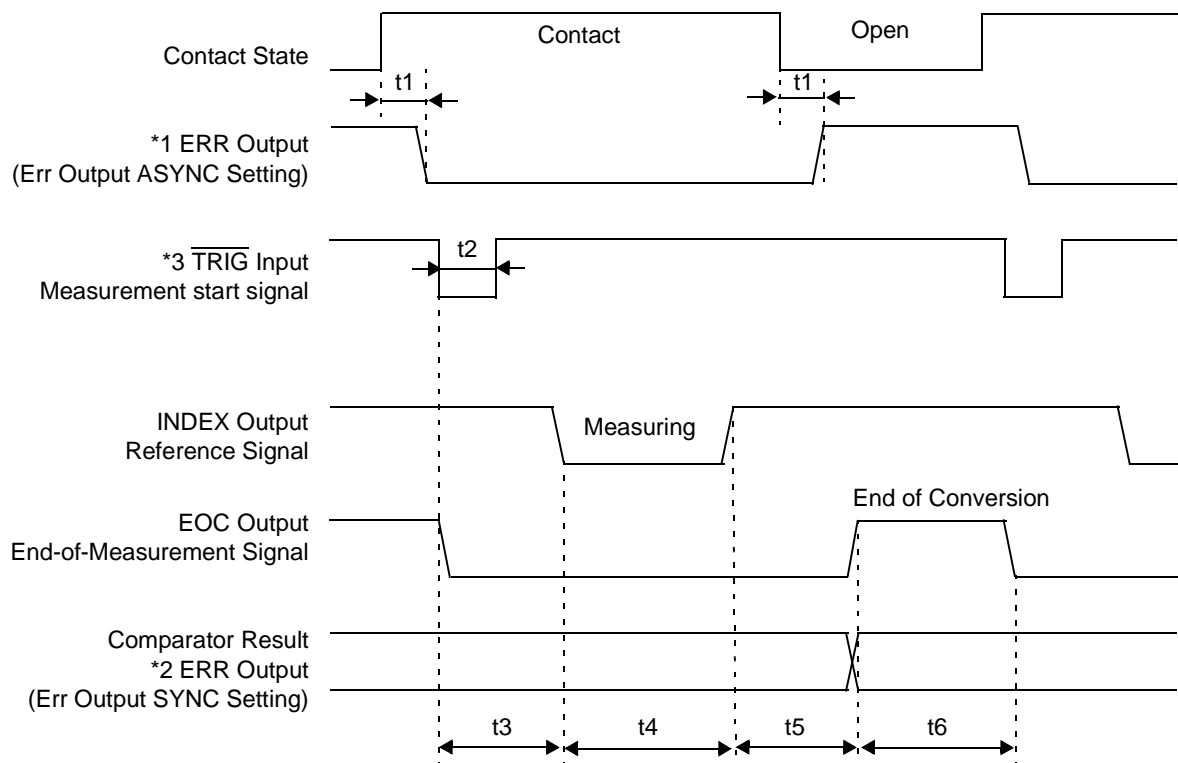 Contact State
Contact
Open
t1
t1
*1 ERR Output
(Err Output ASYNC Setting)
*3 TRIG Input
Measurement start signal
t2
INDEX Output
Reference Signal
Measuring
EOC Output
End-of-Measurement Signal
End of Conversion
Comparator Result
*2 ERR Output
(Err Output SYNC Setting)
t3
t4
t5
t6